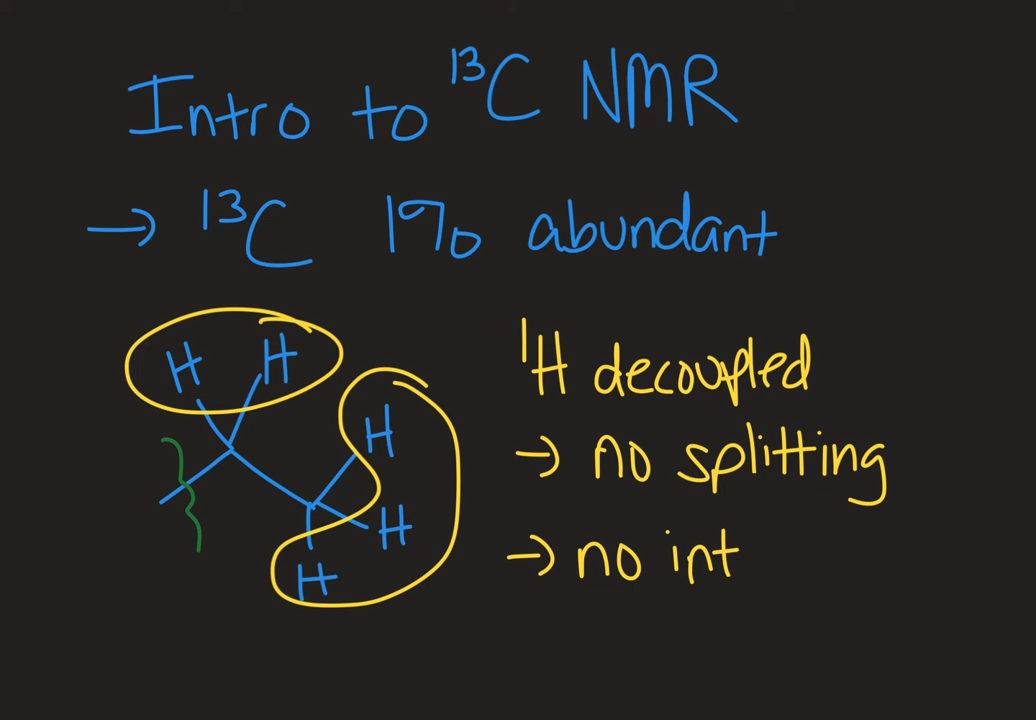 Intro to ¹³C NMR
→ ¹³C 1% abundant
H H
H
H
H
¹H decoupled
→ no splitting
→ no int